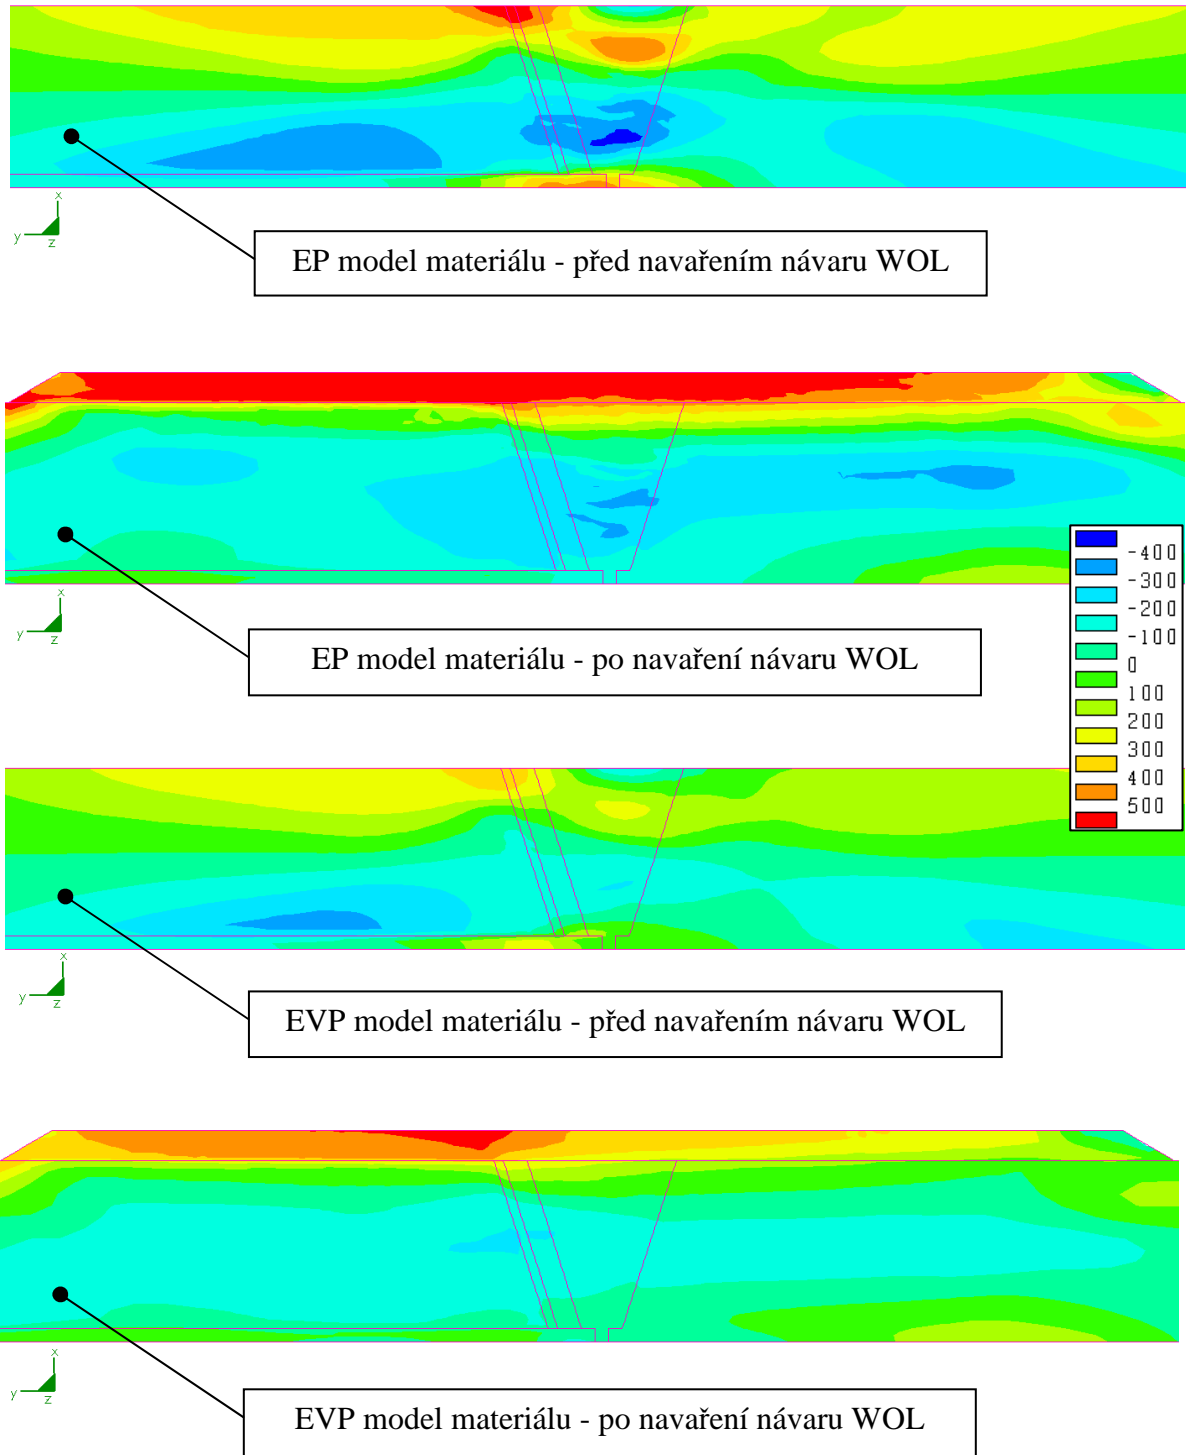 x
y
z
EP model materiálu - před navařením návaru WOL
x
y
z
EP model materiálu - po navaření návaru WOL
-400
-300
-200
-100
0
100
200
300
400
500
x
y
z
EVP model materiálu - před navařením návaru WOL
x
y
z
EVP model materiálu - po navaření návaru WOL